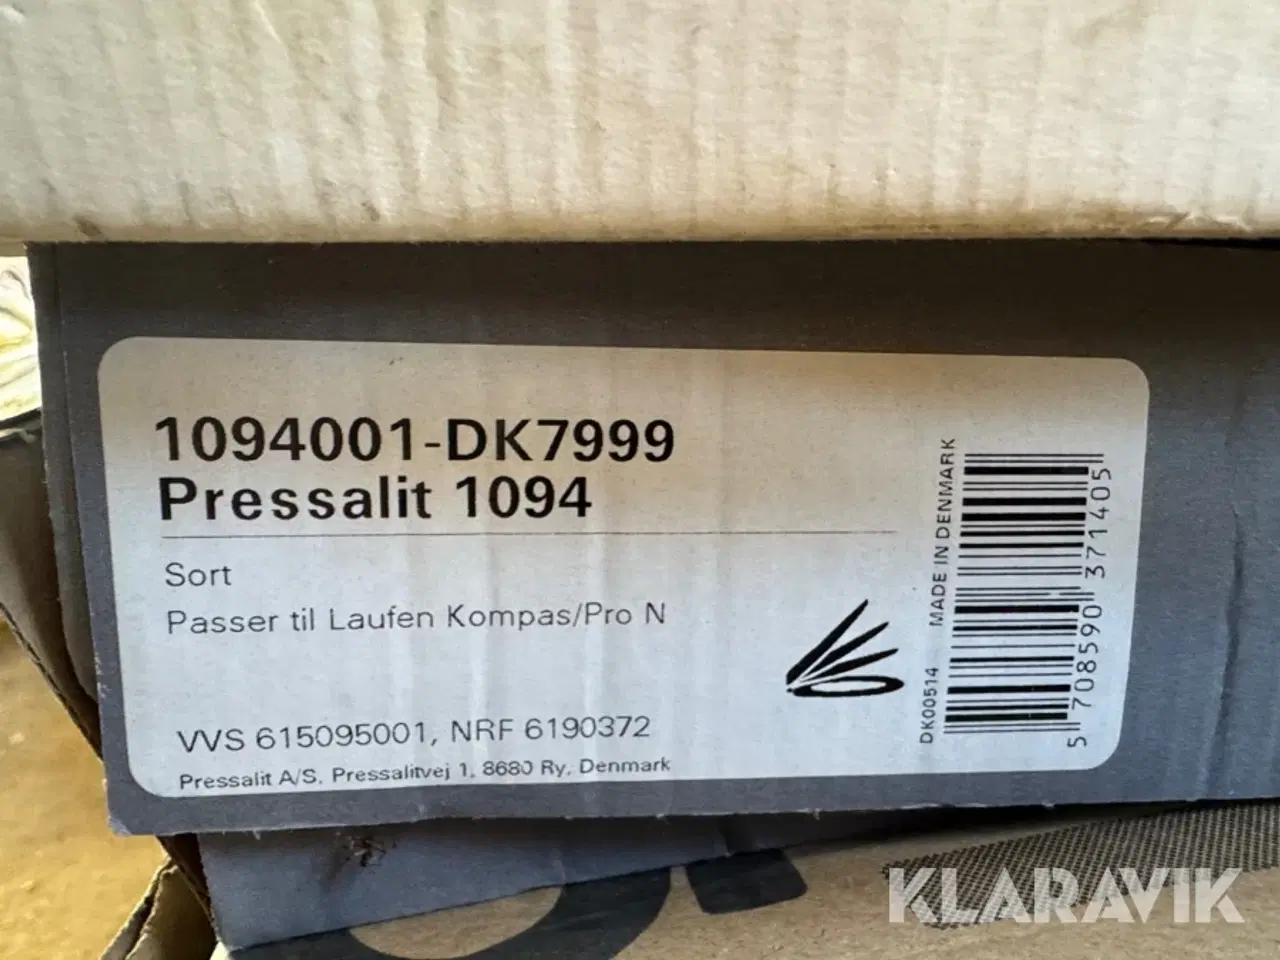 1094001-DK7999
Pressalit 1094
Sort
Passer til Laufen Kompas/Pro N
VVS 615095001, NRF 6190372
Pressalit A/S, Pressalitvej 1, 8680 Ry, Denmark
DK00514 MADE IN DENMARK
5 708590 371405
KLARAVIK